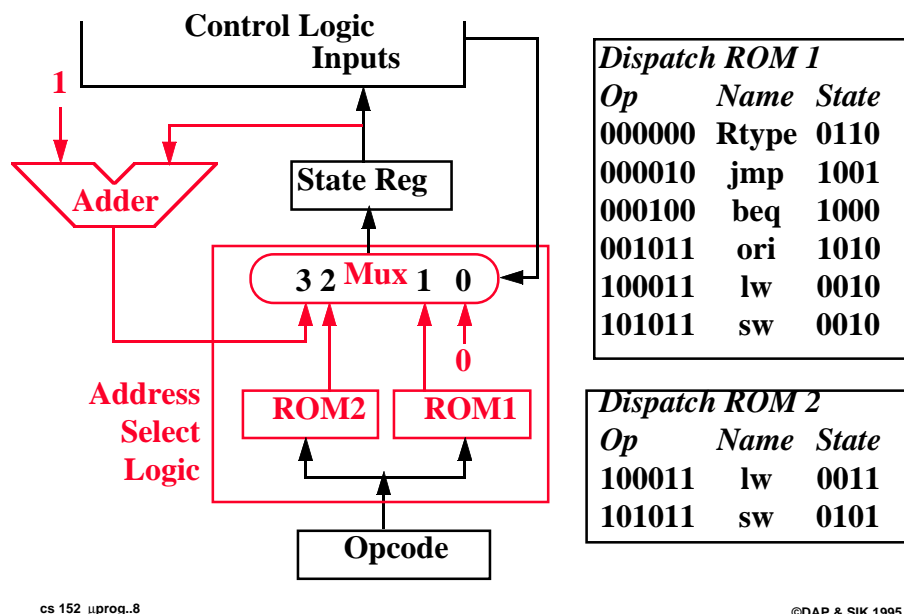 Control Logic
Inputs
1
Adder
State Reg
3 2 Mux 1 0
0
Address
Select
Logic
ROM2
ROM1
Opcode
Dispatch ROM 1
Op Name State
000000 Rtype 0110
000010 jmp 1001
000100 beq 1000
001011 ori 1010
100011 lw 0010
101011 sw 0010
Dispatch ROM 2
Op Name State
100011 lw 0011
101011 sw 0101
cs 152 μprog..8
©DAP & SIK 1995